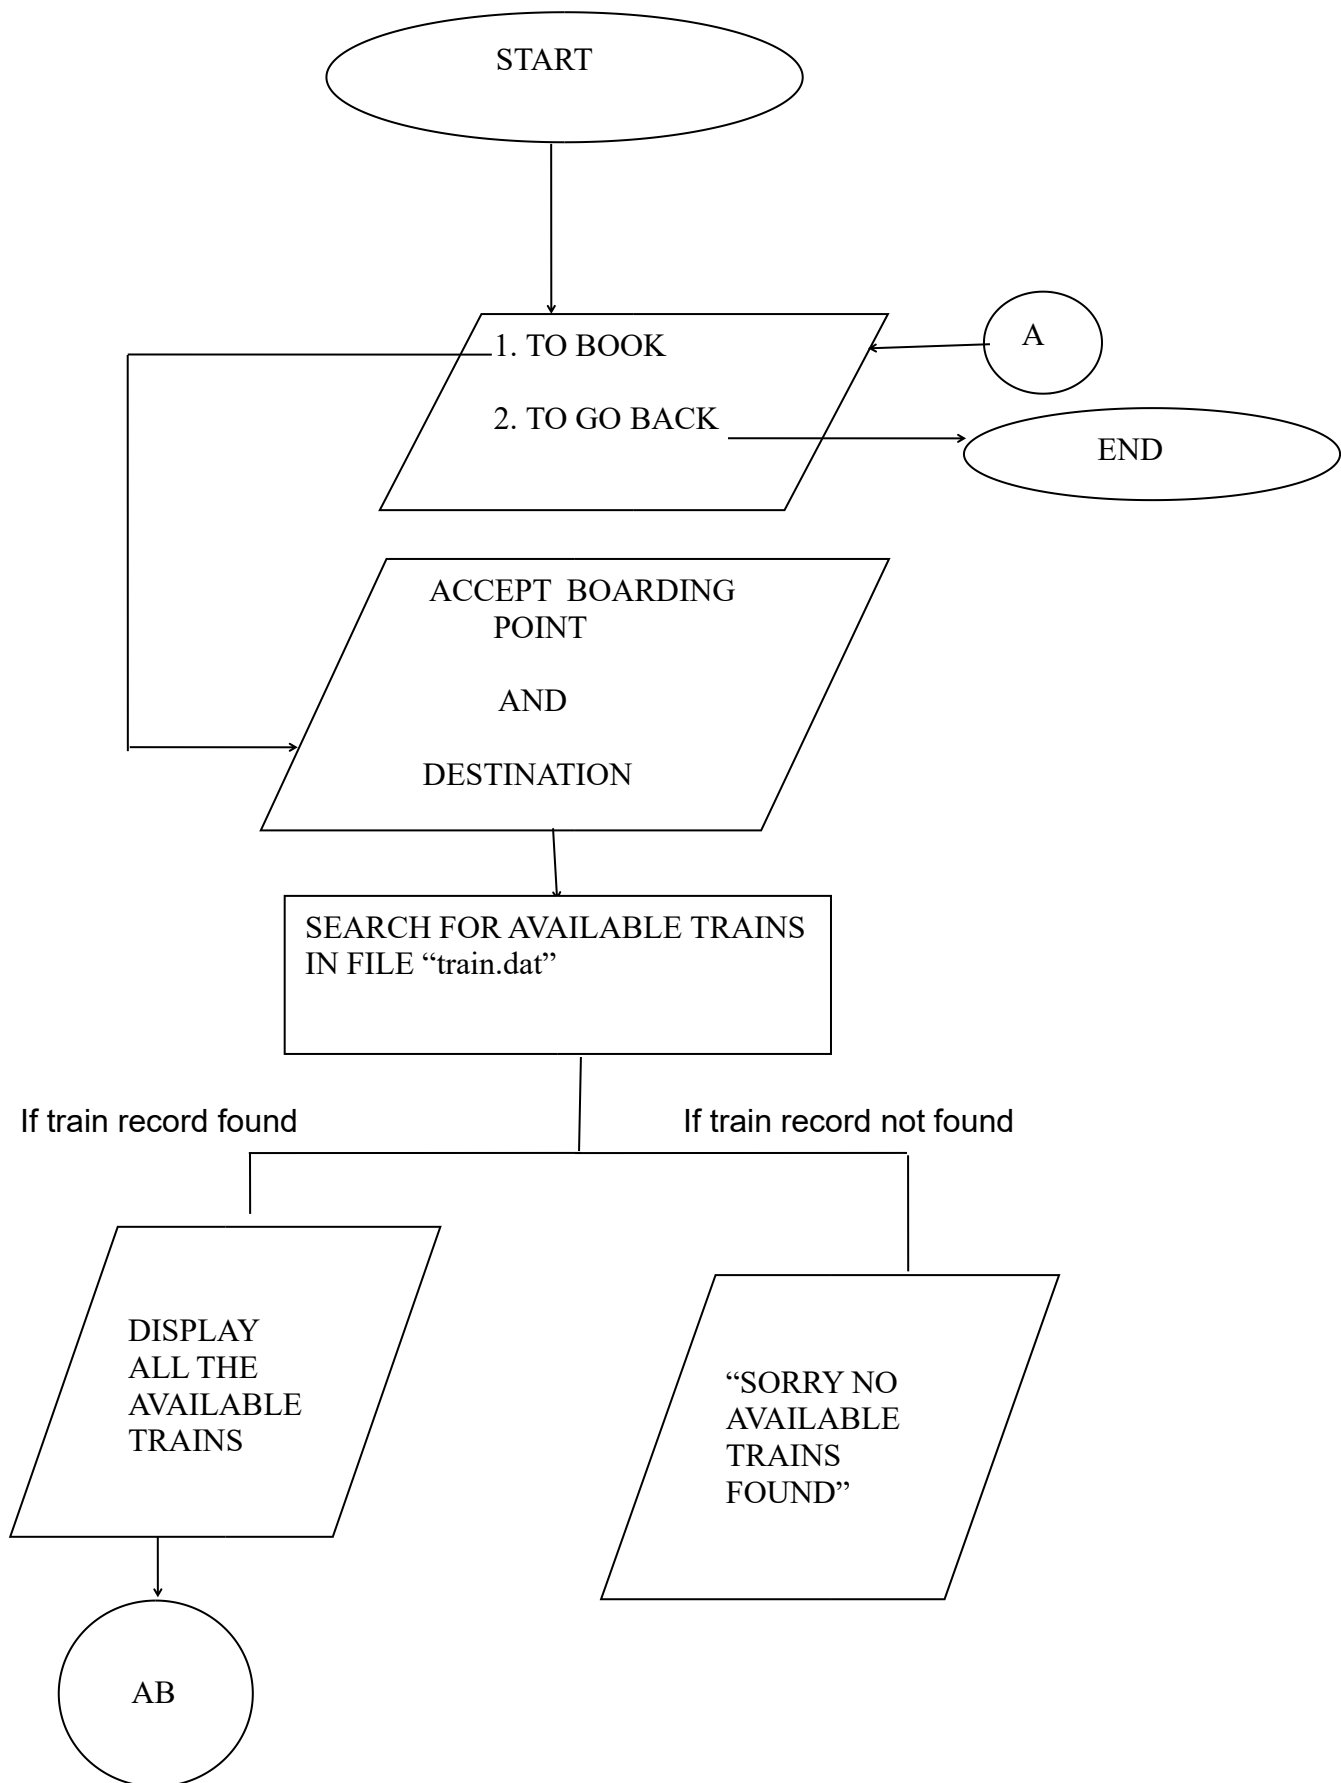 START
1. TO BOOK
A
2. TO GO BACK
END
ACCEPT  BOARDING
POINT
AND
DESTINATION
SEARCH FOR AVAILABLE TRAINS
IN FILE “train.dat”
If train record found
If train record not found
DISPLAY
ALL THE
AVAILABLE
TRAINS
“SORRY NO
AVAILABLE
TRAINS
FOUND”
AB